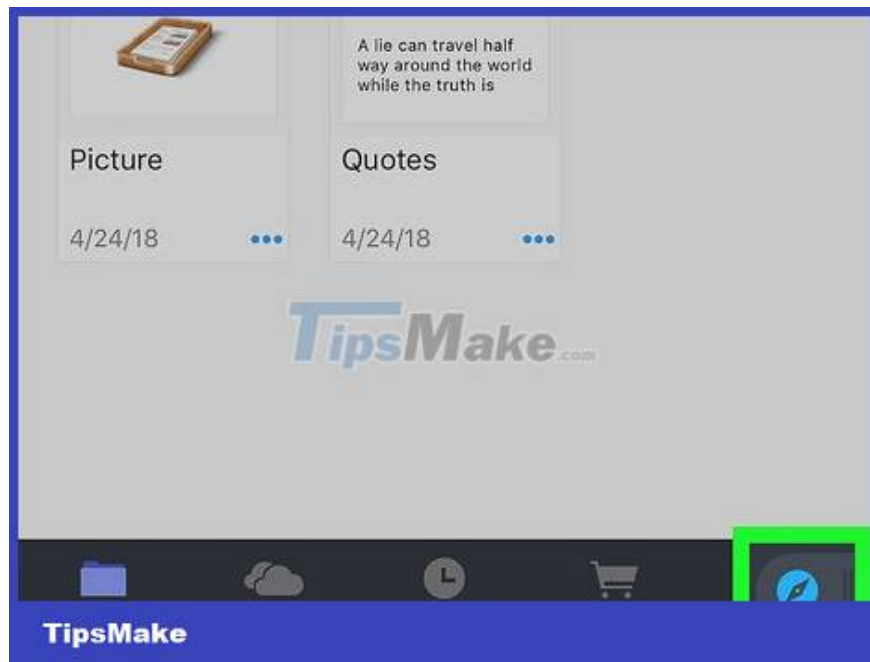 A lie can travel half
way around the world
while the truth is
Picture
Quotes
4/24/18
4/24/18
TipsMake.com
TipsMake